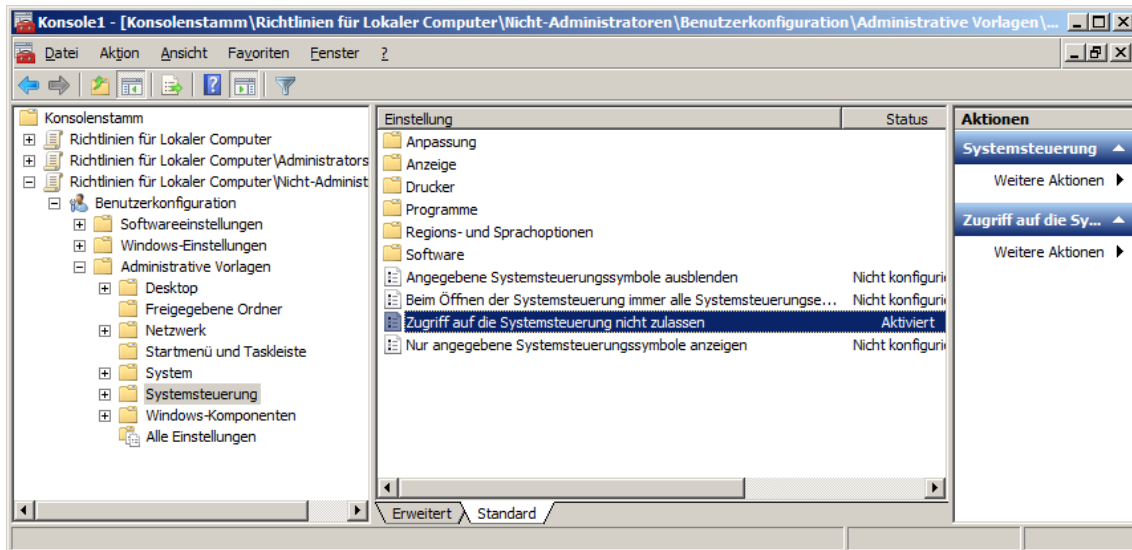 Konsole1 - [Konsolenstamm\Richtlinien für Lokaler Computer\Nicht-Administratoren\Benutzerkonfiguration\Administrative Vorlagen\...
Datei Aktion Ansicht Favoriten Fenster ?
Konsolenstamm
Richtlinien für Lokaler Computer
Richtlinien für Lokaler Computer\Administrators
Richtlinien für Lokaler Computer\Nicht-Administ
Benutzerkonfiguration
Softwareeinstellungen
Windows-Einstellungen
Administrative Vorlagen
Desktop
Freigegebene Ordner
Netzwerk
Startmenü und Taskleiste
System
Systemsteuerung
Windows-Komponenten
Alle Einstellungen
Einstellung Status
Anpassung
Anzeige
Drucker
Programme
Regions- und Sprachoptionen
Software
Angegebene Systemsteuerungssymbole ausblenden Nicht konfiguri
Beim Öffnen der Systemsteuerung immer alle Systemsteuerungse... Nicht konfiguri
Zugriff auf die Systemsteuerung nicht zulassen Aktiviert
Nur angegebene Systemsteuerungssymbole anzeigen Nicht konfiguri
Erweitert Standard
Aktionen
Systemsteuerung
Weitere Aktionen
Zugriff auf die Sy...
Weitere Aktionen